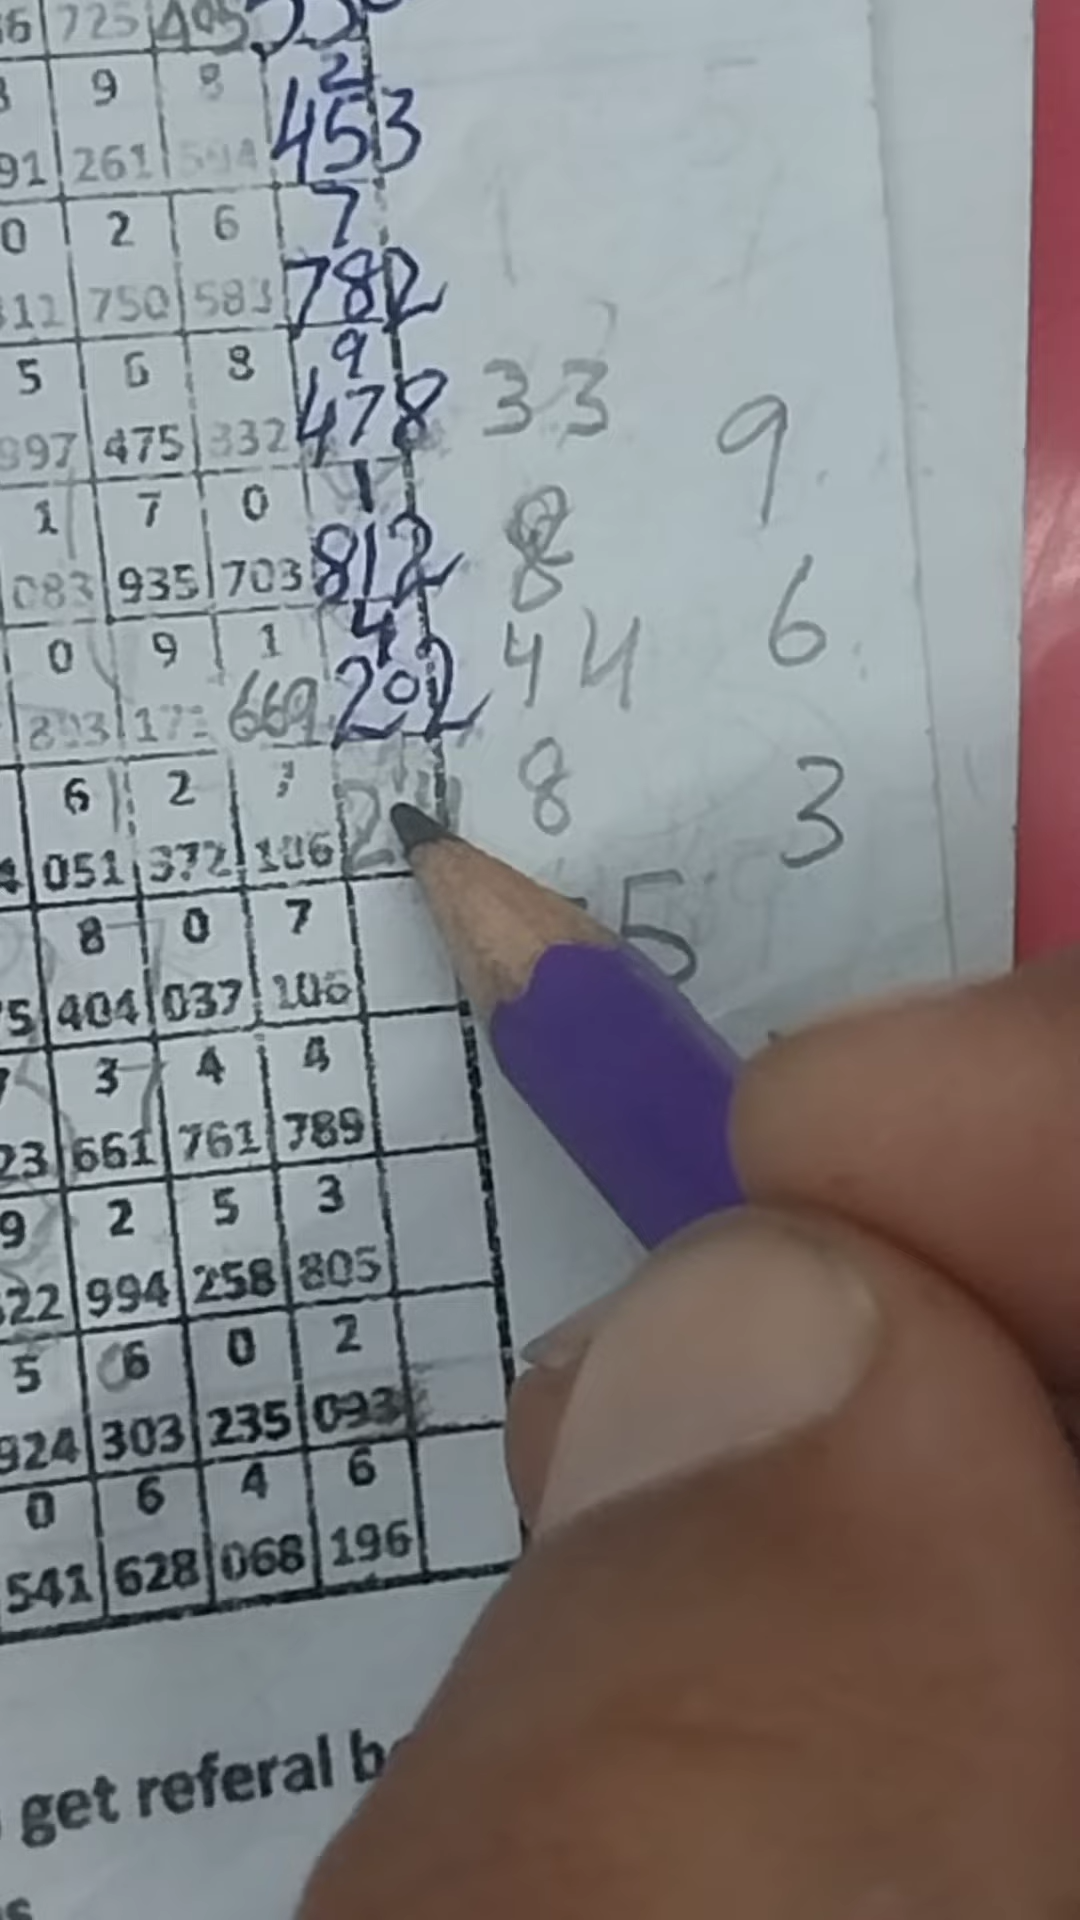 725 495
9 8 2
91 261 453
0 2 6 7
750 583 782
5 6 8 9
997 475 332 478 33 9
1 7 0 1
083 935 703 812 8
0 9 1 4 44 6
669 202
6 2 8 3
051 372 106
8 0 7 5
5 404 037 106
3 4 4
23 661 761 789
9 2 5 3
22 994 258 805
5 6 0 2
924 303 235 093
0 6 4 6
541 628 068 196
get referal